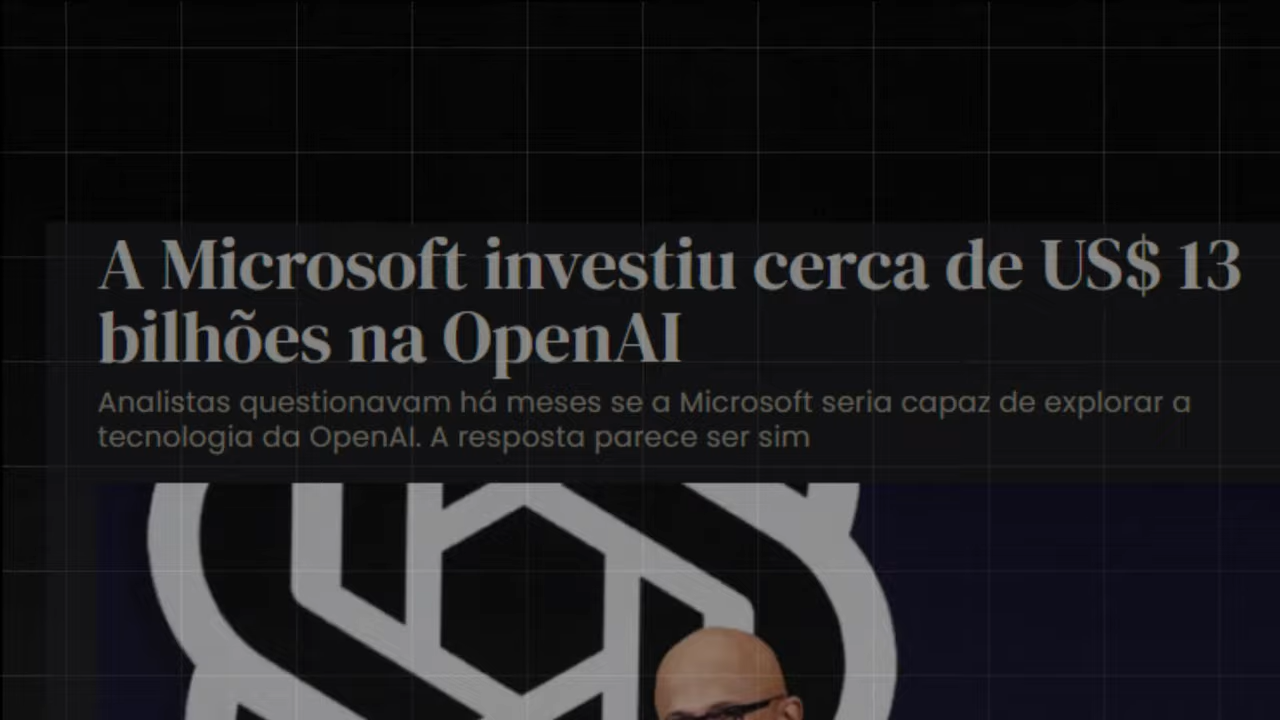 A Microsoft investiu cerca de US$ 13
bilhões na OpenAI
Analistas questionavam há meses se a Microsoft seria capaz de explorar a
tecnologia da OpenAI. A resposta parece ser sim